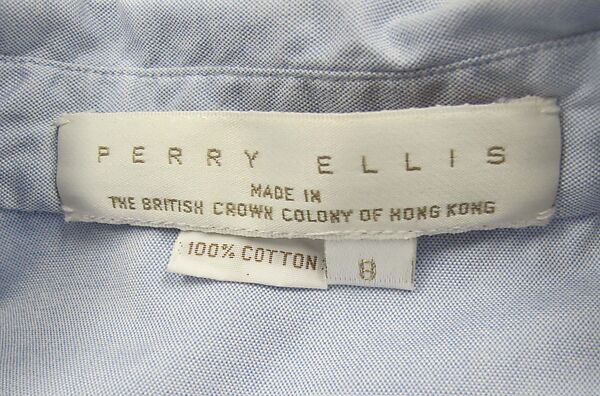 PERRY ELLIS
MADE IN
THE BRITISH CROWN COLONY OF HONG KONG
100% COTTON
8